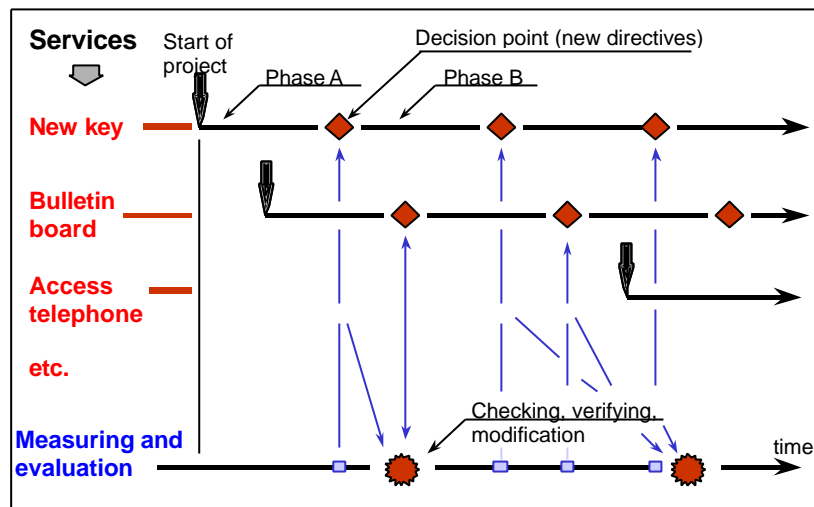 Services
Start of
project
Decision point (new directives)
Phase A
Phase B
New key
Bulletin
board
Access
telephone
etc.
Checking, verifying,
modification
Measuring and
evaluation
time